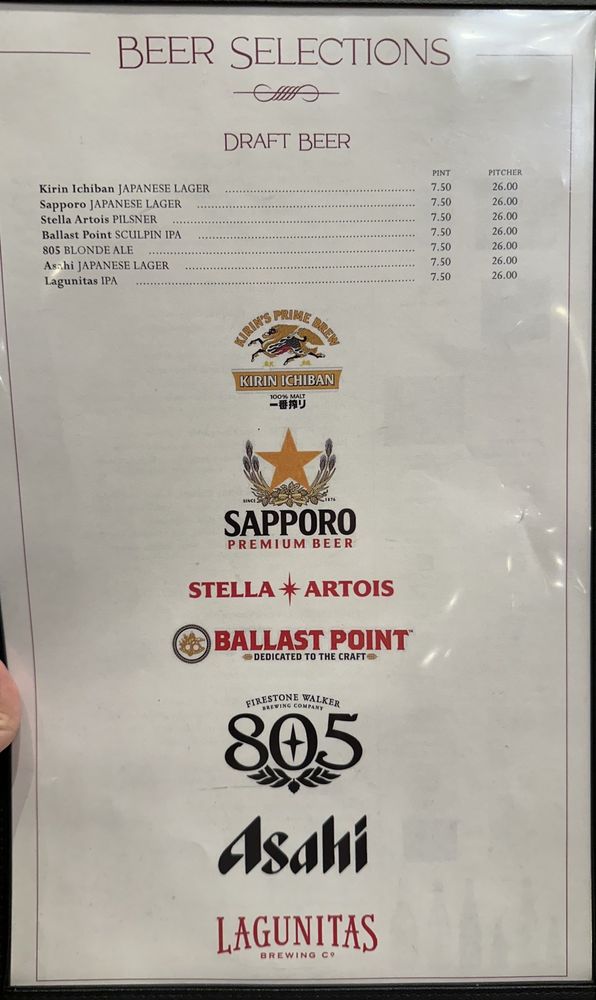 BEER SELECTIONS
DRAFT BEER
PINT PITCHER
Kirin Ichiban JAPANESE LAGER 7.50 26.00
Sapporo JAPANESE LAGER 7.50 26.00
Stella Artois PILSNER 7.50 26.00
Ballast Point SCULPIN IPA 7.50 26.00
805 BLONDE ALE 7.50 26.00
Asahi JAPANESE LAGER 7.50 26.00
Lagunitas IPA 7.50 26.00
KIRIN'S PRIME BREW
KIRIN ICHIBAN
100% MALT
一番搾り
SINCE 1876
SAPPORO
PREMIUM BEER
STELLA ARTOIS
BALLAST POINT™
DEDICATED TO THE CRAFT
FIRESTONE WALKER
BREWING COMPANY
805
Asahi
LAGUNITAS
BREWING CO